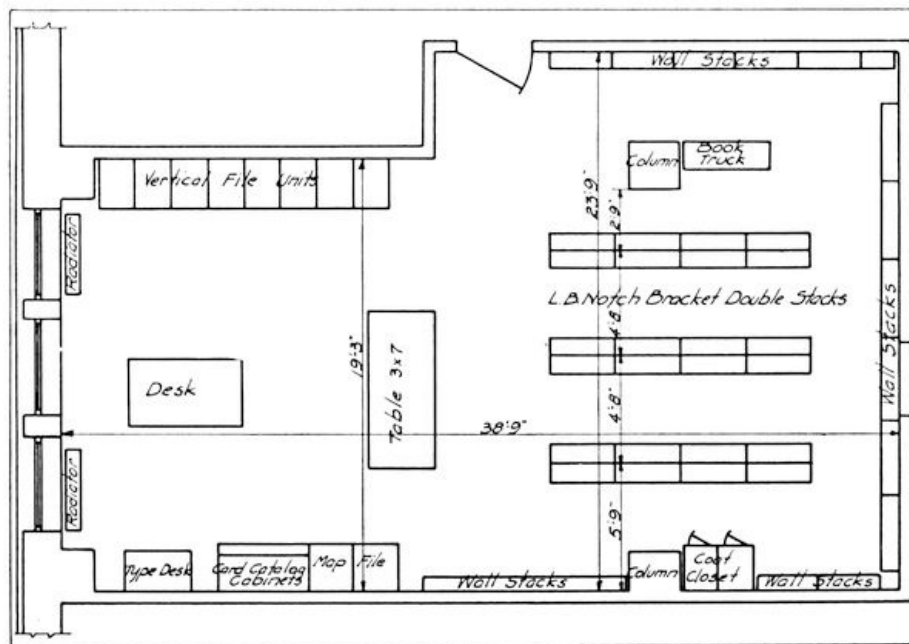 Wall Stacks
Column
Book
Truck
Vertical File Units
23'-9"
2'-9"
Radiator
L.B. Notch Bracket Double Stacks
4'-8"
Wall Stacks
19'-3"
Table 3x7
Desk
4'-8"
38'-9"
Radiator
5'-9"
Type Desk
Card Catalog
Cabinets
Map File
Wall Stacks
Column
Coat
Closet
Wall Stacks